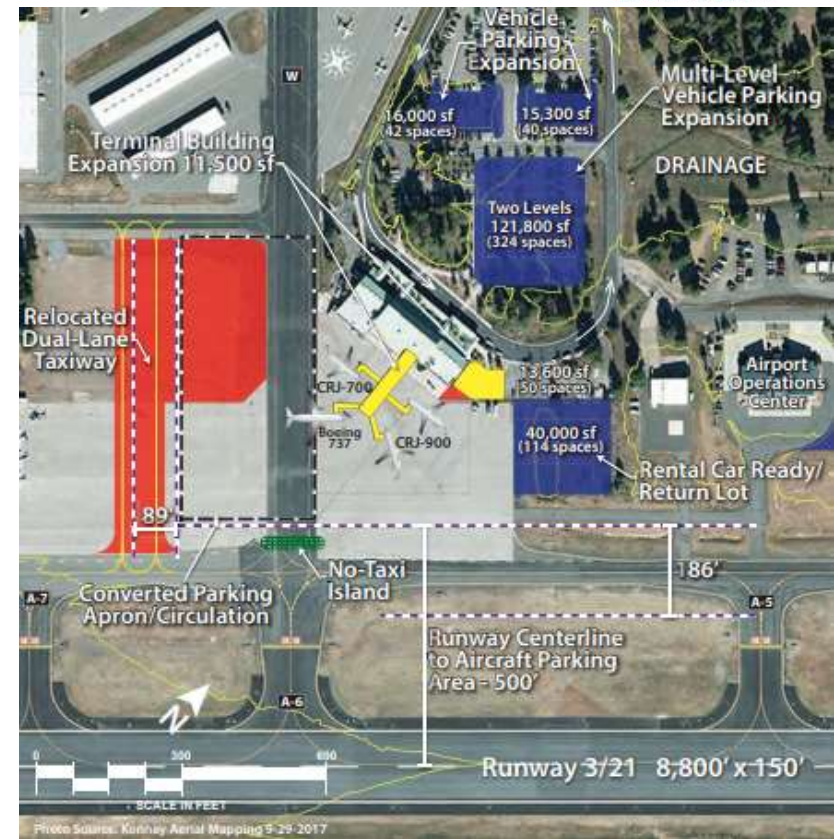 Vehicle
Parking
Expansion
Multi-Level
Vehicle Parking
Expansion
W
16,000 sf
(42 spaces)
15,300 sf
(40 spaces)
Terminal Building
Expansion 11,500 sf
DRAINAGE
Two Levels
121,800 sf
(324 spaces)
Relocated
Dual-Lane
Taxiway
CRJ-700
Boeing
737
CRJ-900
13,600 sf
(50 spaces)
Airport
Operations
Center
40,000 sf
(114 spaces)
Rental Car Ready/
Return Lot
89'
Converted Parking
Apron/Circulation
No-Taxi
Island
186'
A-7
A-5
Runway Centerline
to Aircraft Parking
Area - 500'
N
A-6
0 300 600
SCALE IN FEET
Runway 3/21 8,800' x 150'
Photo Source: Kenney Aerial Mapping 9-29-2017